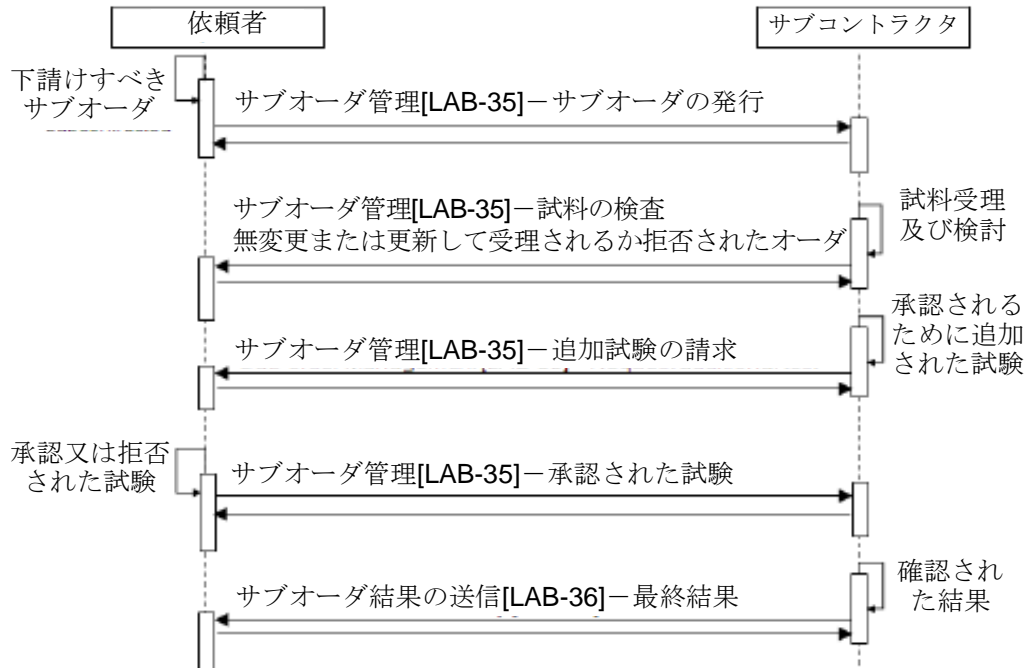 依頼者
サブコントラクタ
下請けすべき
サブオーダ
サブオーダ管理[LAB-35]－サブオーダの発行
サブオーダ管理[LAB-35]－試料の検査
無変更または更新して受理されるか拒否されたオーダ
試料受理
及び検討
サブオーダ管理[LAB-35]－追加試験の請求
承認される
ために追加
された試験
承認又は拒否
された試験
サブオーダ管理[LAB-35]－承認された試験
サブオーダ結果の送信[LAB-36]－最終結果
確認され
た結果